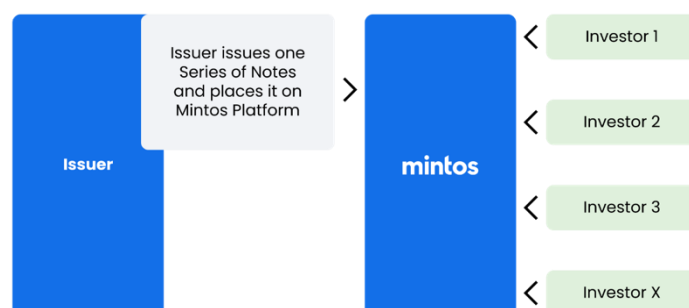 Issuer
Issuer issues one
Series of Notes
and places it on
Mintos Platform
mintos
Investor 1
Investor 2
Investor 3
Investor X